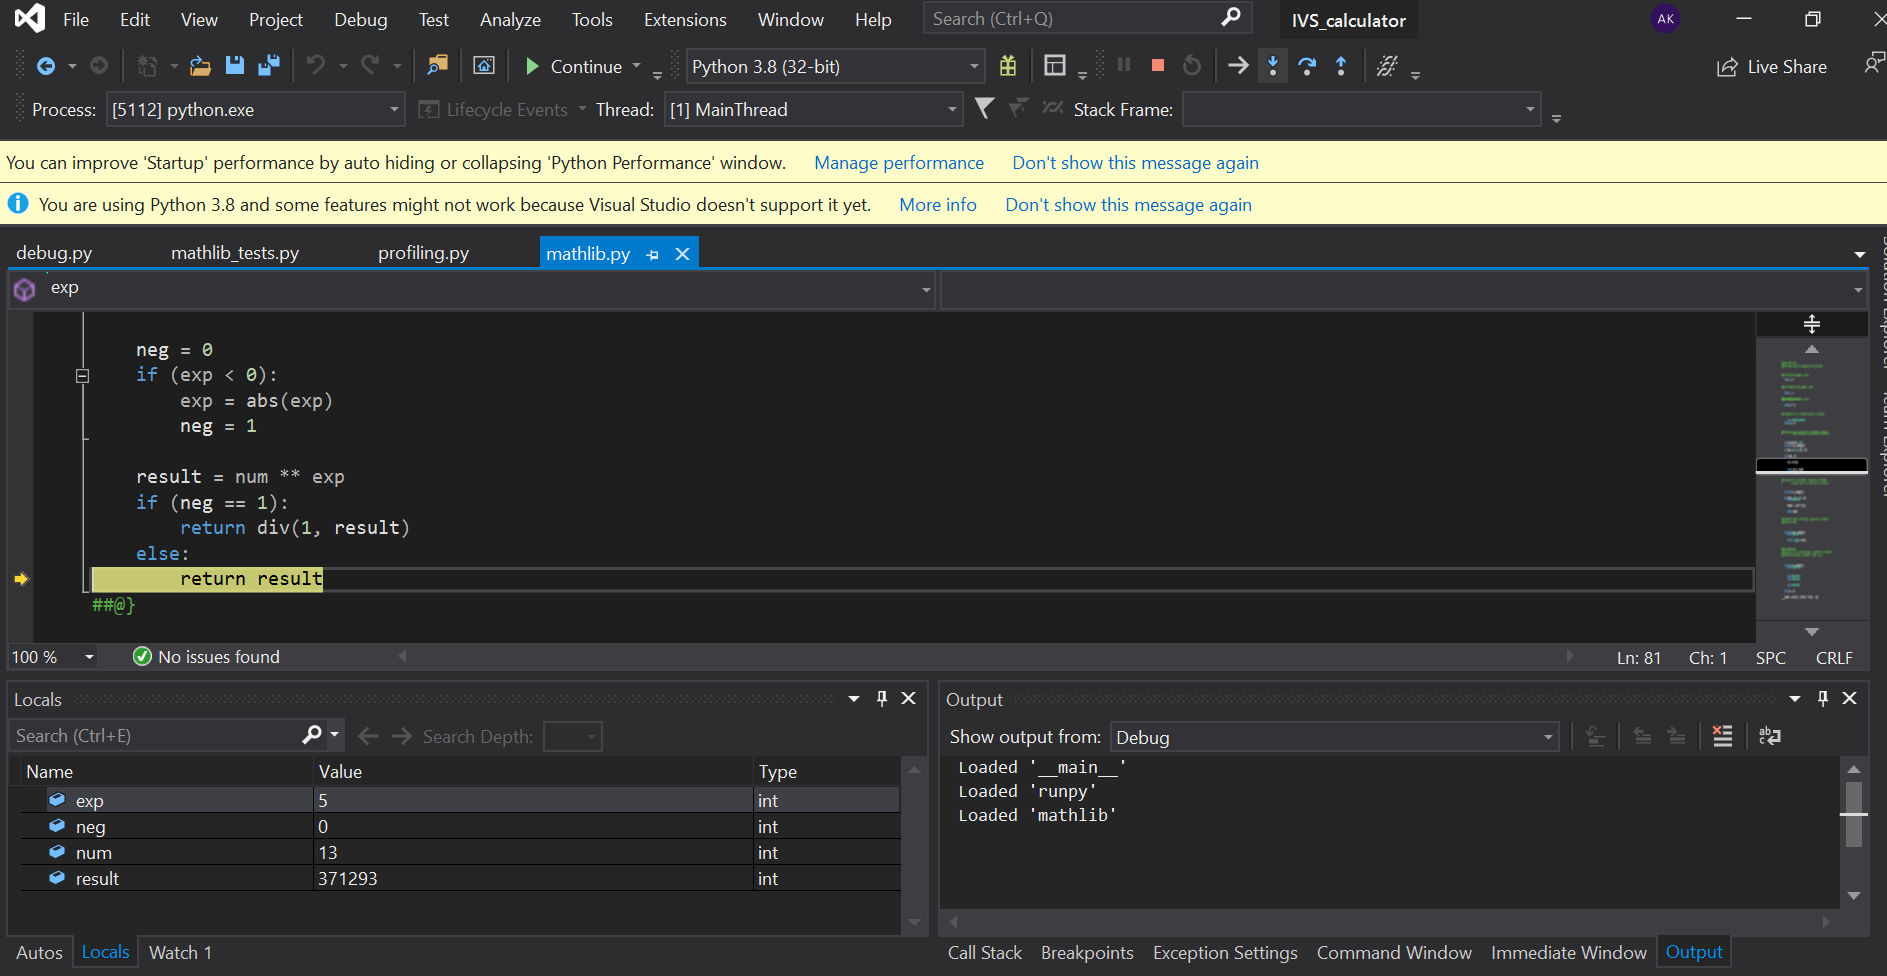 File Edit View Project Debug Test Analyze Tools Extensions Window Help Search (Ctrl+Q) IVS_calculator AK
Continue Python 3.8 (32-bit) Live Share
Process: [5112] python.exe Lifecycle Events Thread: [1] MainThread Stack Frame:
You can improve 'Startup' performance by auto hiding or collapsing 'Python Performance' window. Manage performance Don't show this message again
You are using Python 3.8 and some features might not work because Visual Studio doesn't support it yet. More info Don't show this message again
debug.py mathlib_tests.py profiling.py mathlib.py
exp
neg = 0
if (exp < 0):
exp = abs(exp)
neg = 1
result = num ** exp
if (neg == 1):
return div(1, result)
else:
return result
##@}
100 % No issues found Ln: 81 Ch: 1 SPC CRLF
Locals
Search (Ctrl+E) Search Depth:
Name Value Type
exp 5 int
neg 0 int
num 13 int
result 371293 int
Autos Locals Watch 1
Output
Show output from: Debug
Loaded '__main__'
Loaded 'runpy'
Loaded 'mathlib'
Call Stack Breakpoints Exception Settings Command Window Immediate Window Output